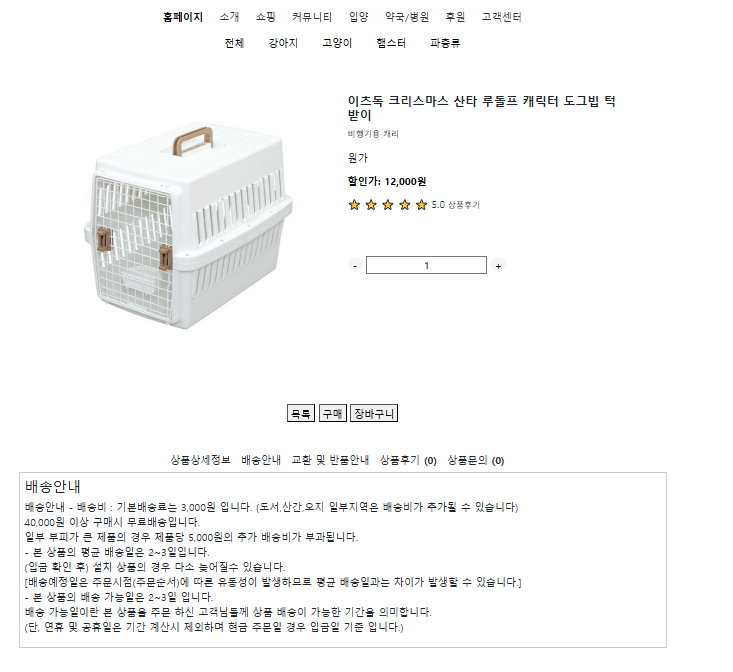 홈페이지 소개 쇼핑 커뮤니티 입양 약국/병원 후원 고객센터
전체 강아지 고양이 햄스터 파충류
이츠독 크리스마스 산타 루돌프 캐릭터 도그빕 턱
받이
비행기용 캐리
원가
할인가: 12,000원
5.0 상품후기
- 1 +
목록 구매 장바구니
상품상세정보 배송안내 교환 및 반품안내 상품후기 (0) 상품문의 (0)
배송안내
배송안내 - 배송비 : 기본배송료는 3,000원 입니다. (도서,산간,오지 일부지역은 배송비가 추가될 수 있습니다)
40,000원 이상 구매시 무료배송입니다.
일부 부피가 큰 제품의 경우 제품당 5,000원의 추가 배송비가 부과됩니다.
- 본 상품의 평균 배송일은 2~3일입니다.
(입금 확인 후) 설치 상품의 경우 다소 늦어질수 있습니다.
[배송예정일은 주문시점(주문순서)에 따른 유동성이 발생하므로 평균 배송일과는 차이가 발생할 수 있습니다.]
- 본 상품의 배송 가능일은 2~3일 입니다.
배송 가능일이란 본 상품을 주문 하신 고객님들께 상품 배송이 가능한 기간을 의미합니다.
(단, 연휴 및 공휴일은 기간 계산시 제외하며 현금 주문일 경우 입금일 기준 입니다.)